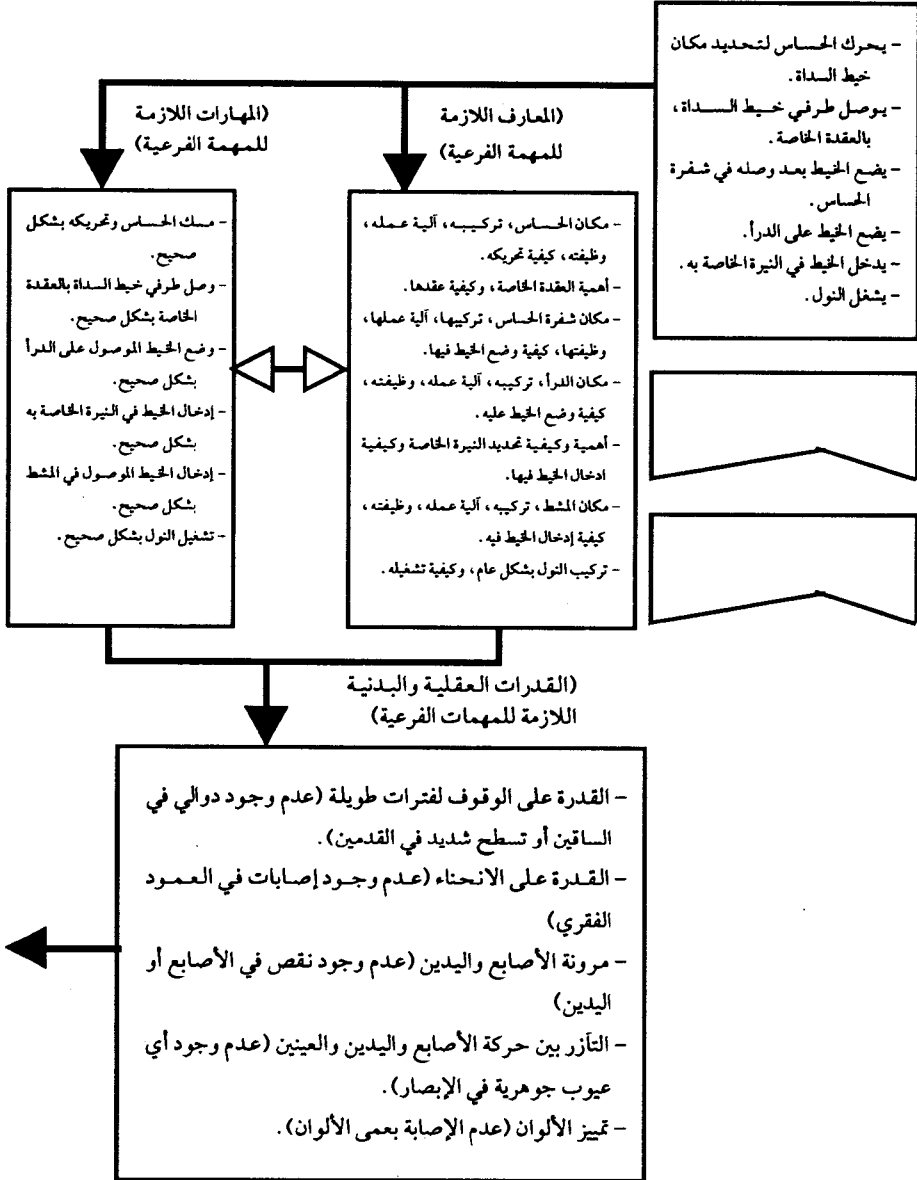 - يحرك الحساس لتحديد مكان
خيط السداة.
- يوصل طرفي خيط السداة،
بالعقدة الخاصة.
- يضع الخيط بعد وصله في شفرة
الحساس.
- يضع الخيط على الدرأ.
- يدخل الخيط في النيرة الخاصة به.
- يشغل النول.
(المعارف اللازمة
للمهمة الفرعية)
(المهارات اللازمة
للمهمة الفرعية)
- مكان الحساس، تركيبه، آلية عمله،
وظيفته، كيفية تحريكه.
- أهمية العقدة الخاصة، وكيفية عقدها.
- مكان شفرة الحساس، تركيبها، آلية عملها،
وظيفتها، كيفية وضع الخيط فيها.
- مكان الدرأ، تركيبه، آلية عمله، وظيفته،
كيفية وضع الخيط عليه.
- أهمية وكيفية تحديد النيرة الخاصة وكيفية
ادخال الخيط فيها.
- مكان المشط، تركيبه، آلية عمله، وظيفته،
كيفية إدخال الخيط فيه.
- تركيب النول بشكل عام، وكيفية تشغيله.
- مسك الحساس وتحريكه بشكل
صحيح.
- وصل طرفي خيط السداة بالعقدة
الخاصة بشكل صحيح.
- وضع الخيط الموصول على الدرأ
بشكل صحيح.
- إدخال الخيط في النيرة الخاصة به
بشكل صحيح.
- إدخال الخيط الموصول في المشط
بشكل صحيح.
- تشغيل النول بشكل صحيح.
(القدرات العقلية والبدنية
اللازمة للمهمات الفرعية)
- القدرة على الوقوف لفترات طويلة (عدم وجود دوالي في
الساقين أو تسطح شديد في القدمين).
- القدرة على الانحناء (عدم وجود إصابات في العمود
الفقري)
- مرونة الأصابع واليدين (عدم وجود نقص في الأصابع أو
اليدين)
- التآزر بين حركة الأصابع واليدين والعينين (عدم وجود أي
عيوب جوهرية في الإبصار).
- تمييز الألوان (عدم الإصابة بعمى الألوان).